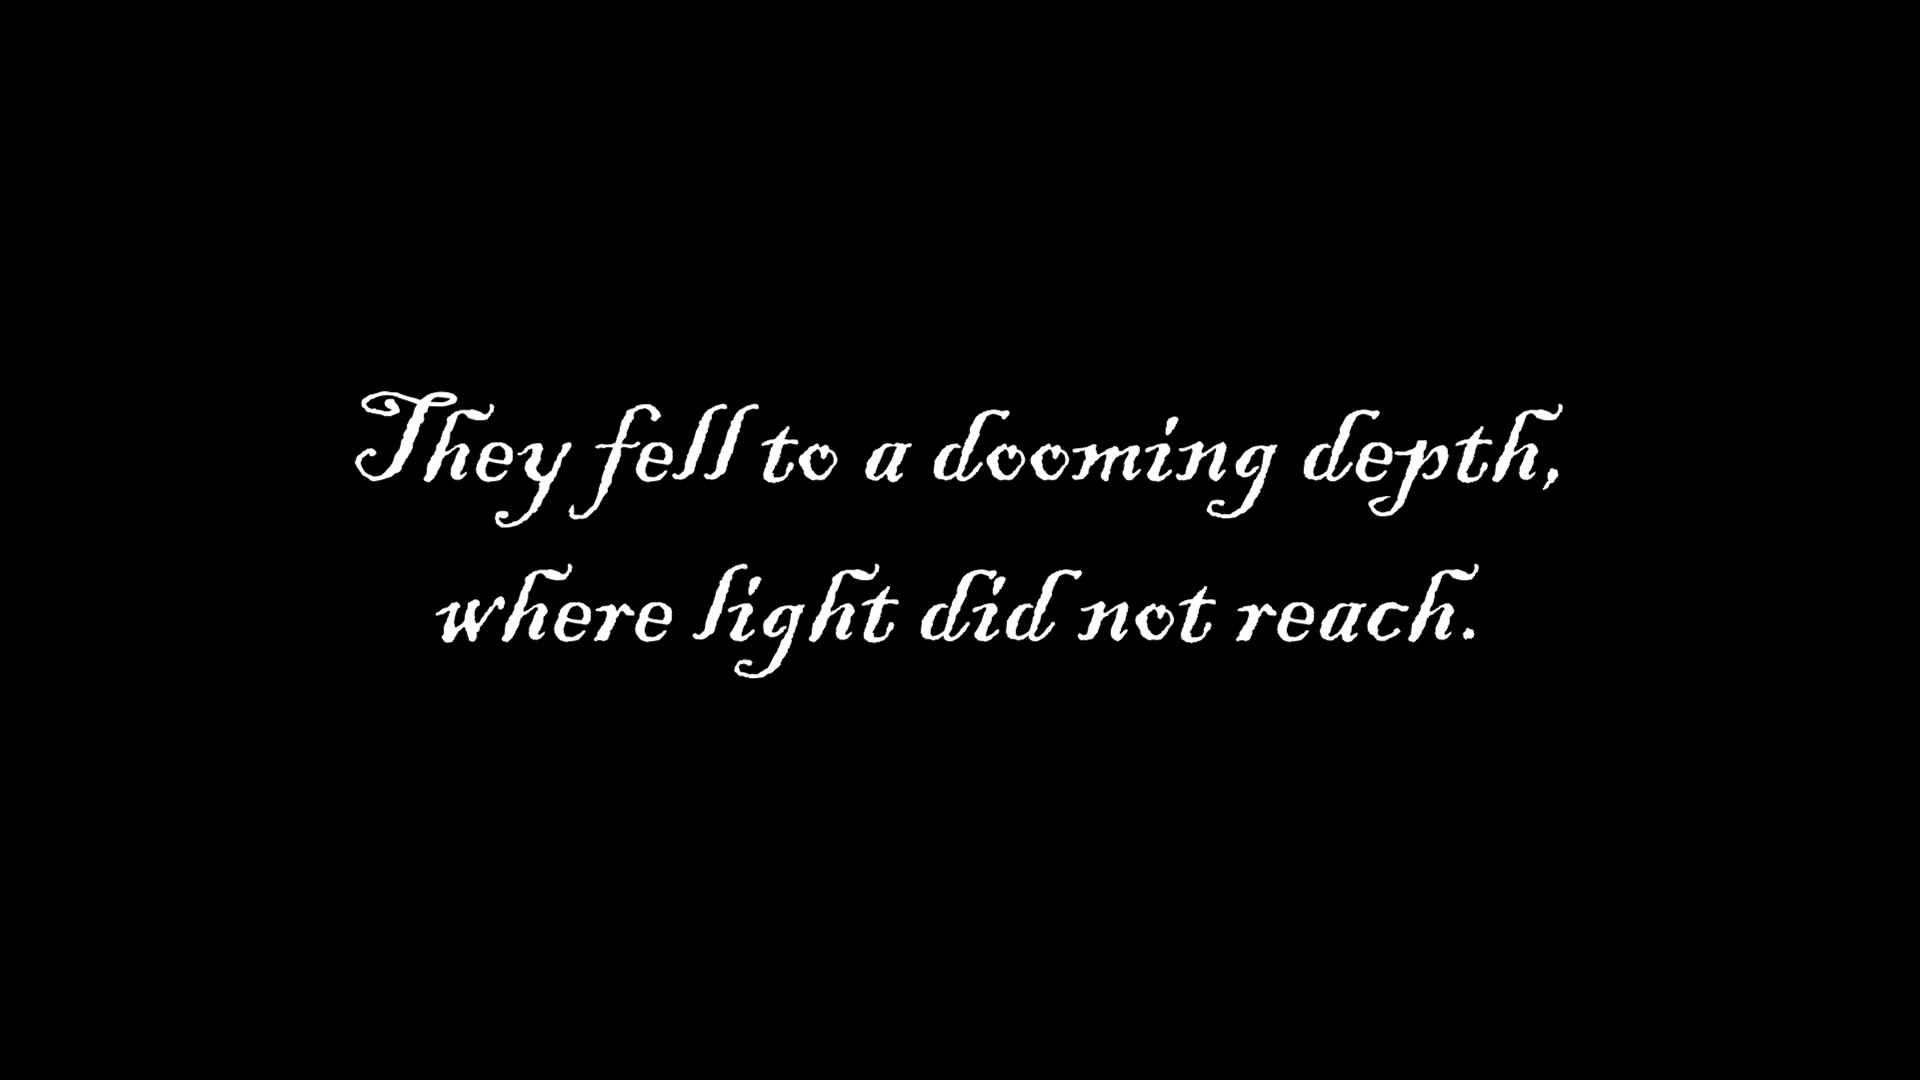 They fell to a dooming depth,
where light did not reach.